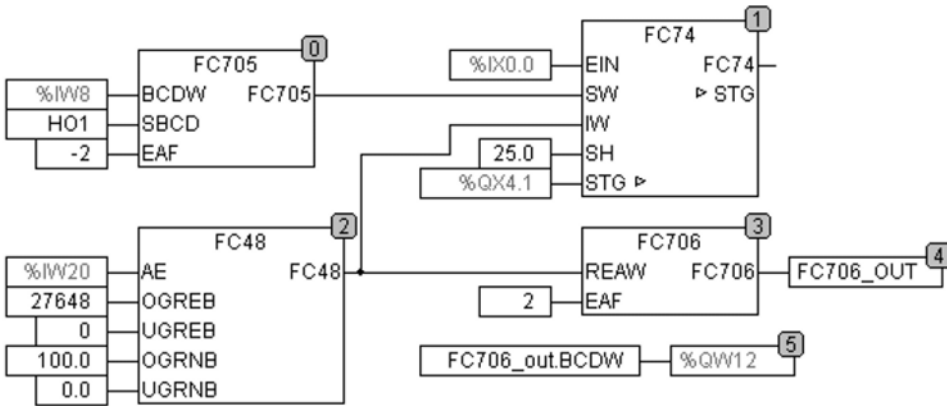 0
FC705
%IW8 BCDW FC705
HO1 SBCD
-2 EAF
1
FC74
%IX0.0 EIN FC74
SW ▷ STG
IW
25.0 SH
%QX4.1 STG ▷
2
FC48
%IW20 AE FC48
27648 OGREB
0 UGREB
100.0 OGRNB
0.0 UGRNB
3
FC706
REAW FC706
2 EAF
4
FC706_OUT
5
FC706_out.BCDW %QW12